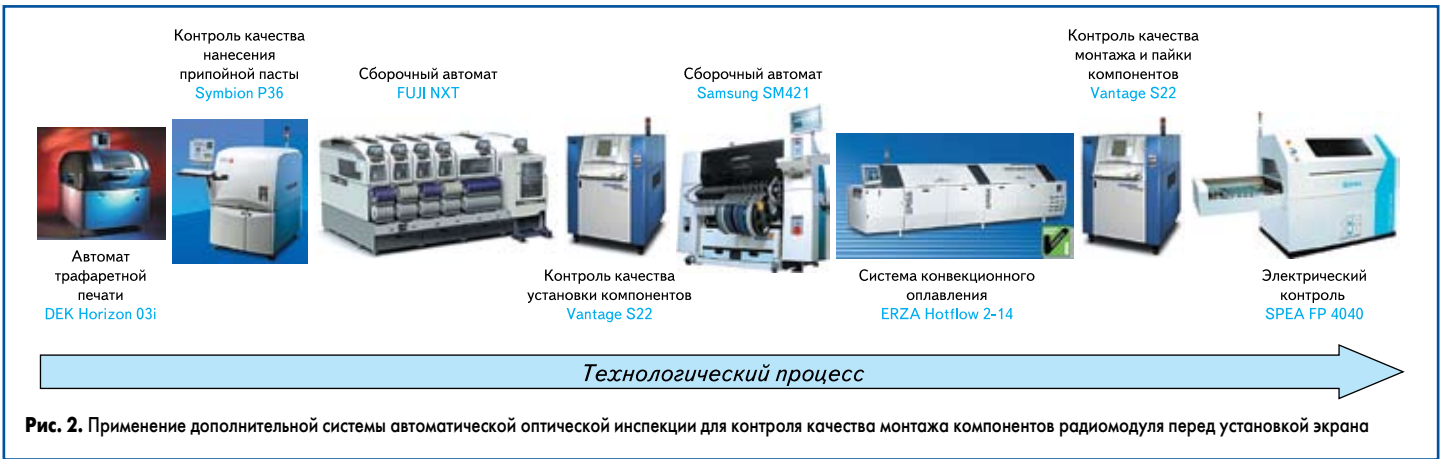 Контроль качества
нанесения
припойной пасты
Symbion P36
Сборочный автомат
FUJI NXT
Сборочный автомат
Samsung SM421
Контроль качества
монтажа и пайки
компонентов
Vantage S22
Автомат
трафаретной
печати
DEK Horizon 03i
Контроль качества
установки компонентов
Vantage S22
Система конвекционного
оплавления
ERZA Hotflow 2-14
Электрический
контроль
SPEA FP 4040
Технологический процесс
Рис. 2. Применение дополнительной системы автоматической оптической инспекции для контроля качества монтажа компонентов радиомодуля перед установкой экрана